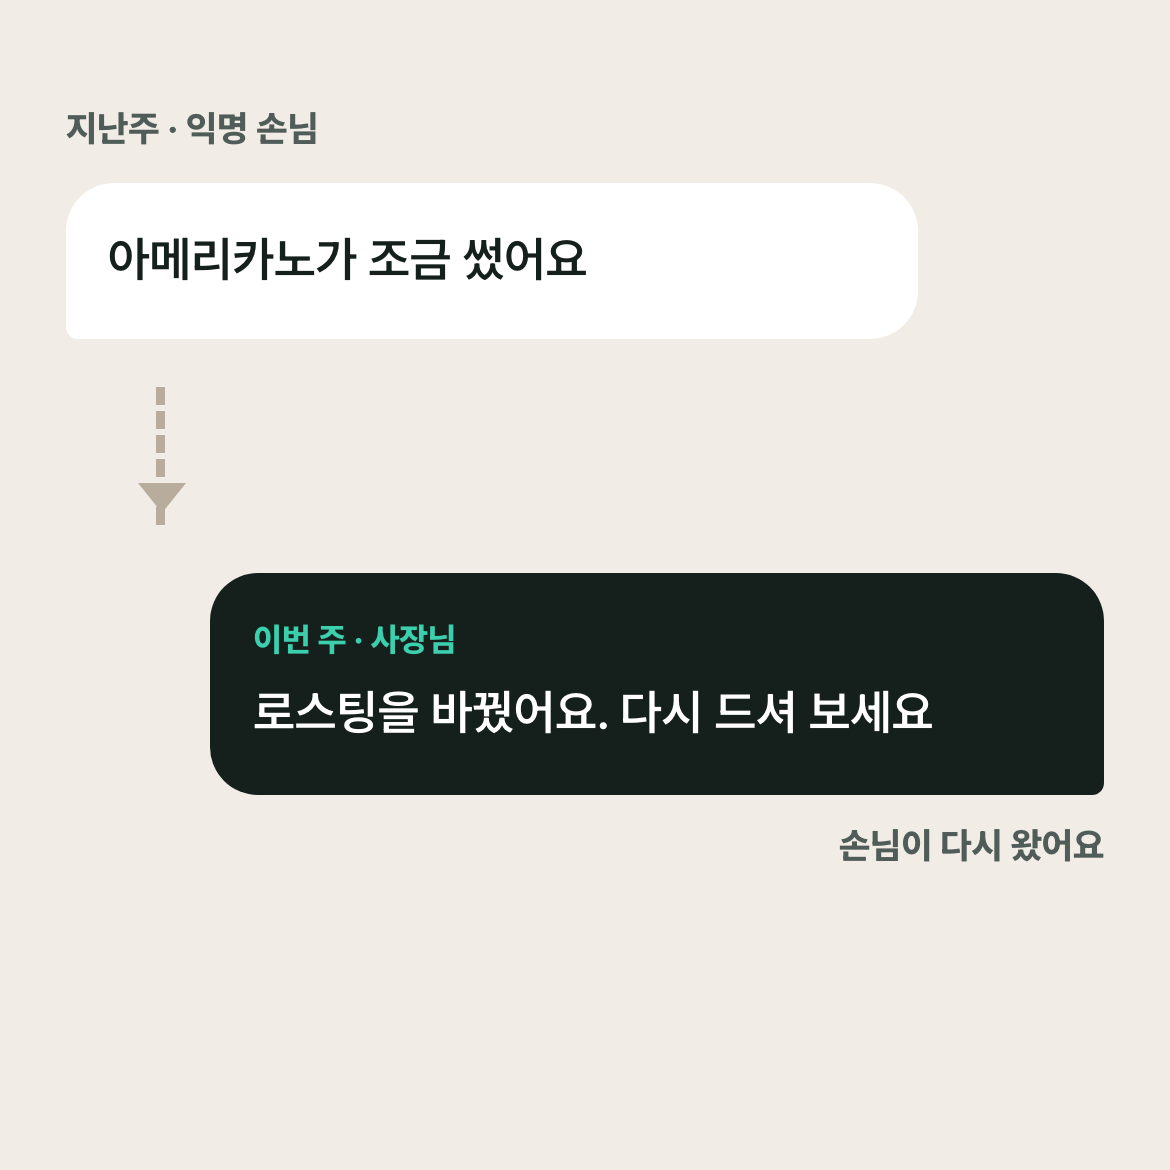 지난주 · 익명 손님
아메리카노가 조금 썼어요
이번 주 · 사장님
로스팅을 바꿨어요. 다시 드셔 보세요
손님이 다시 왔어요